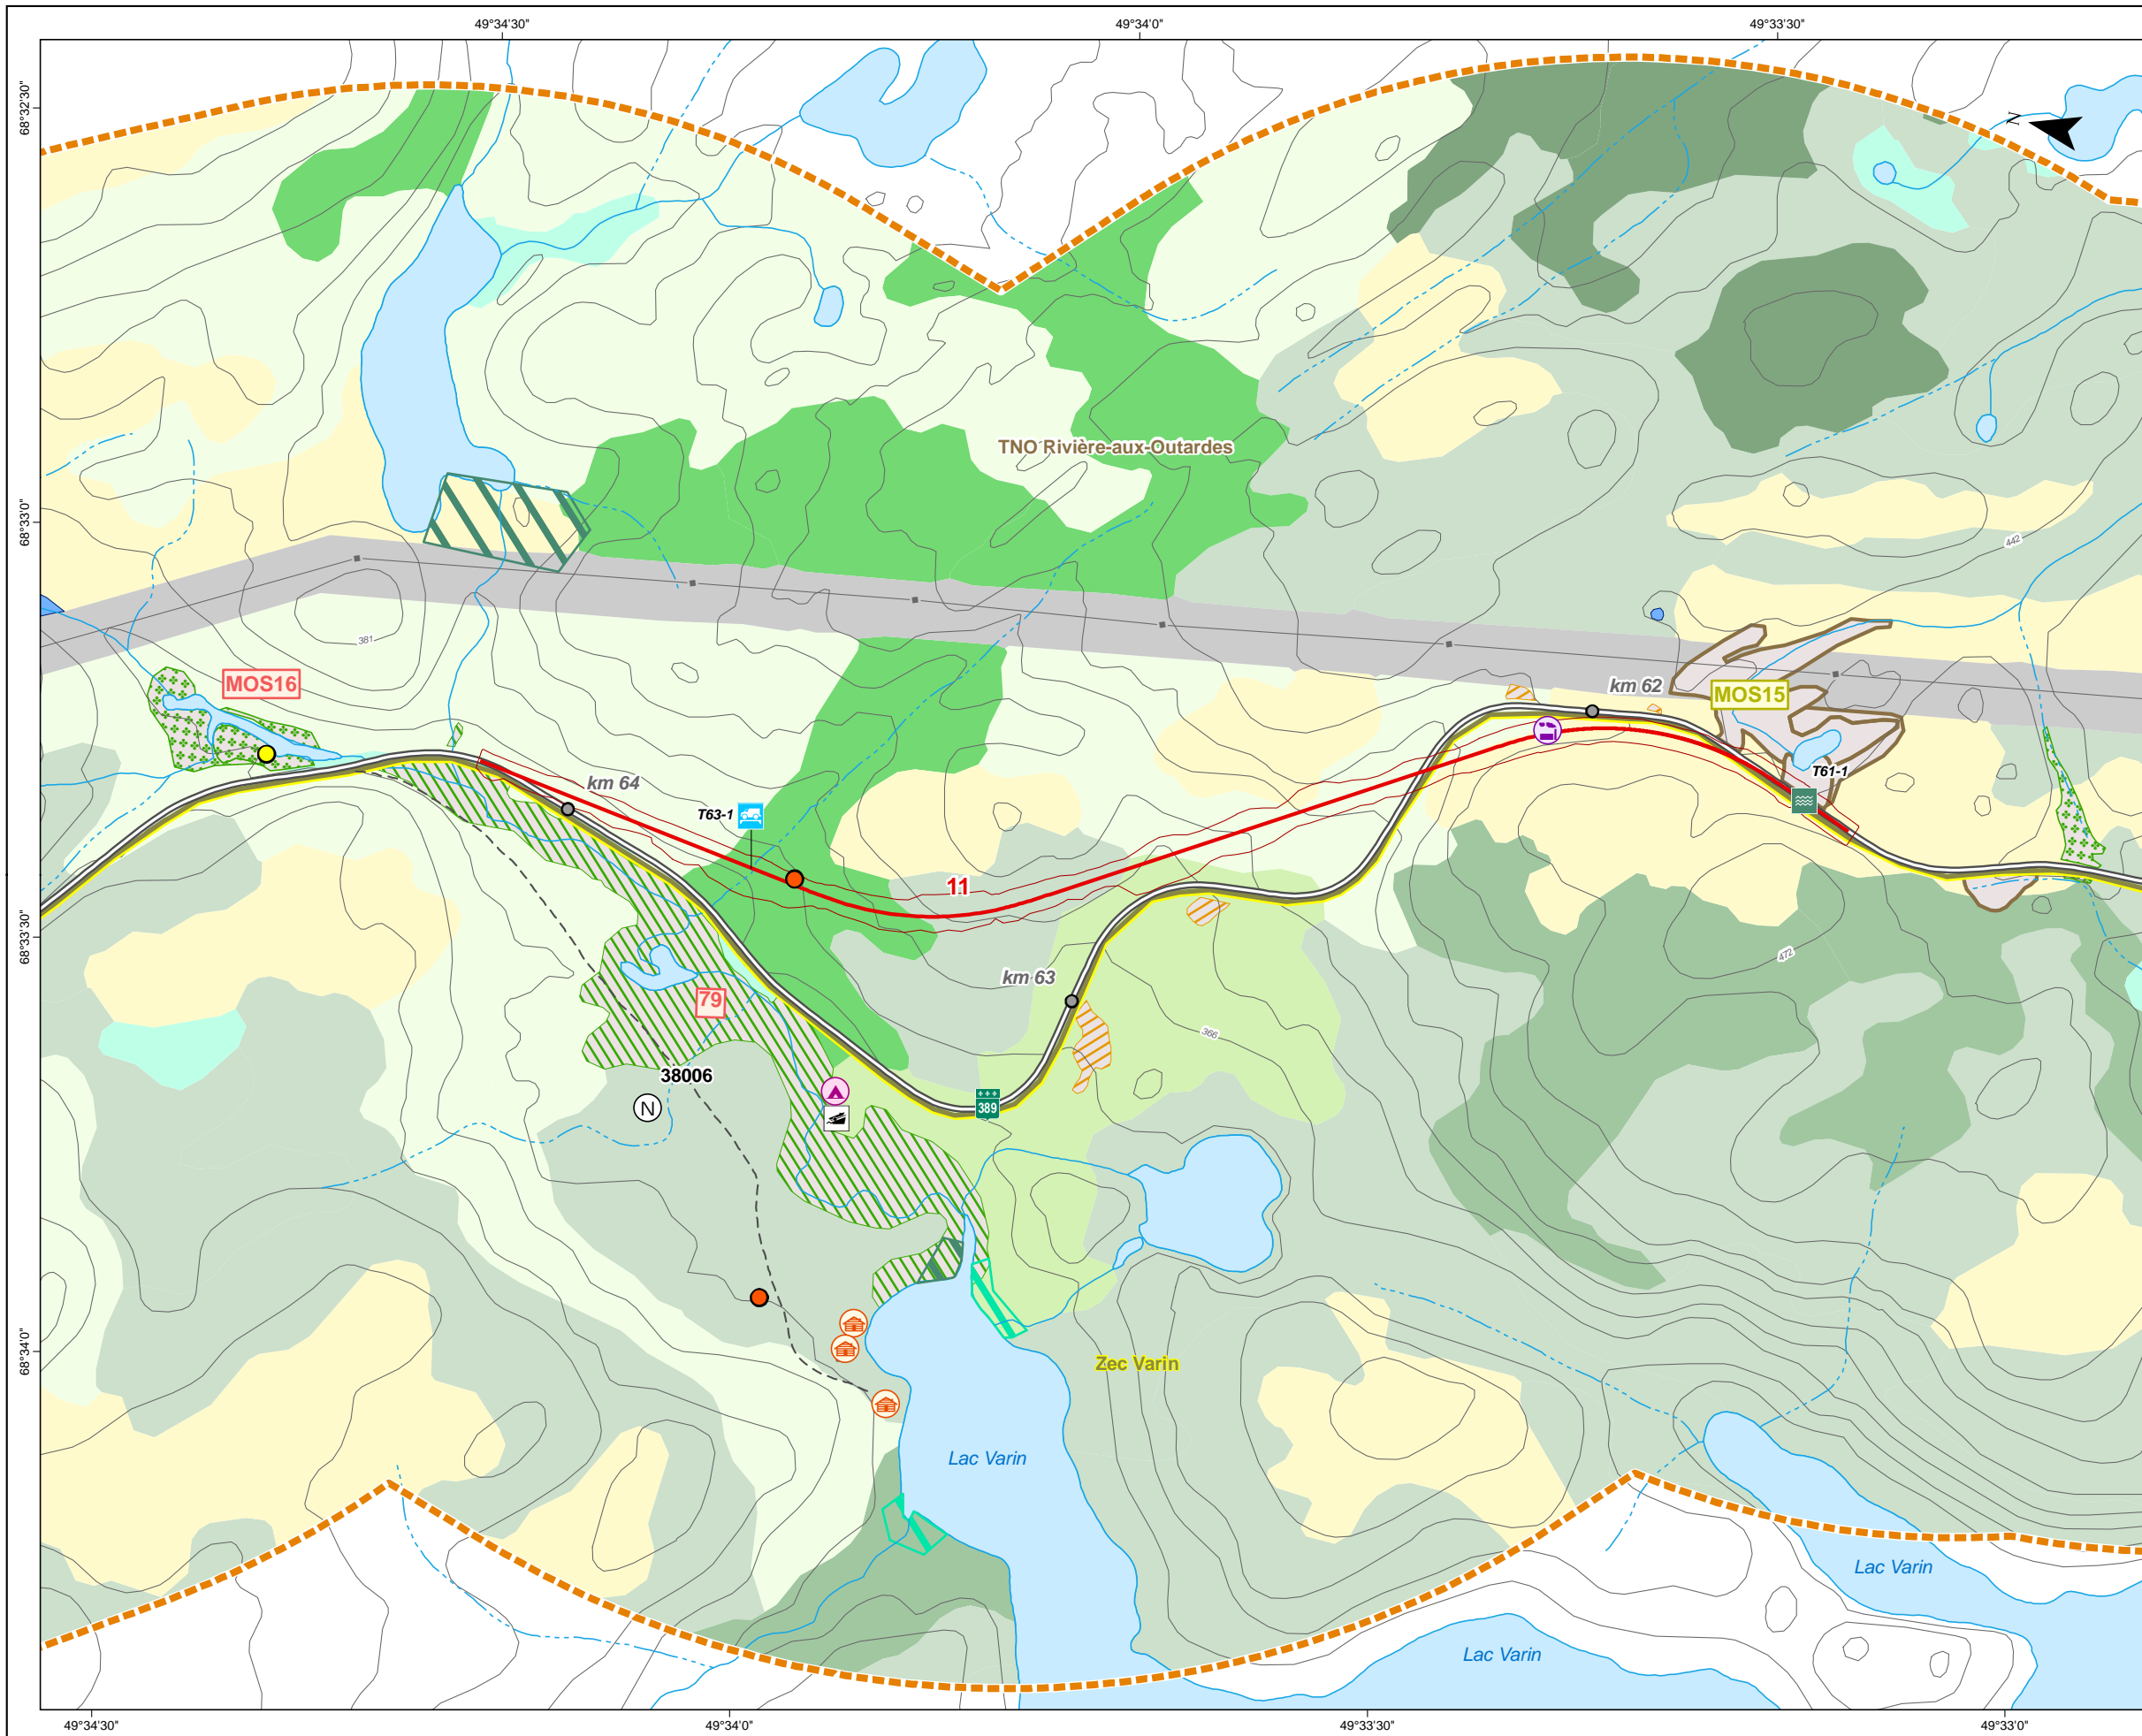 49°34'30" 49°34'0" 49°33'30"
68°32'30"
N
TNO Rivière-aux-Outardes
68°33'0"
442
381
MOS16
km 62
MOS15
km 64
T61-1
T63-1
11
68°33'30"
472
km 63
79
366
38006
389
N
68°34'0"
Zec Varin
Lac Varin
Lac Varin
Lac Varin
49°34'30" 49°34'0" 49°33'30" 49°33'0"